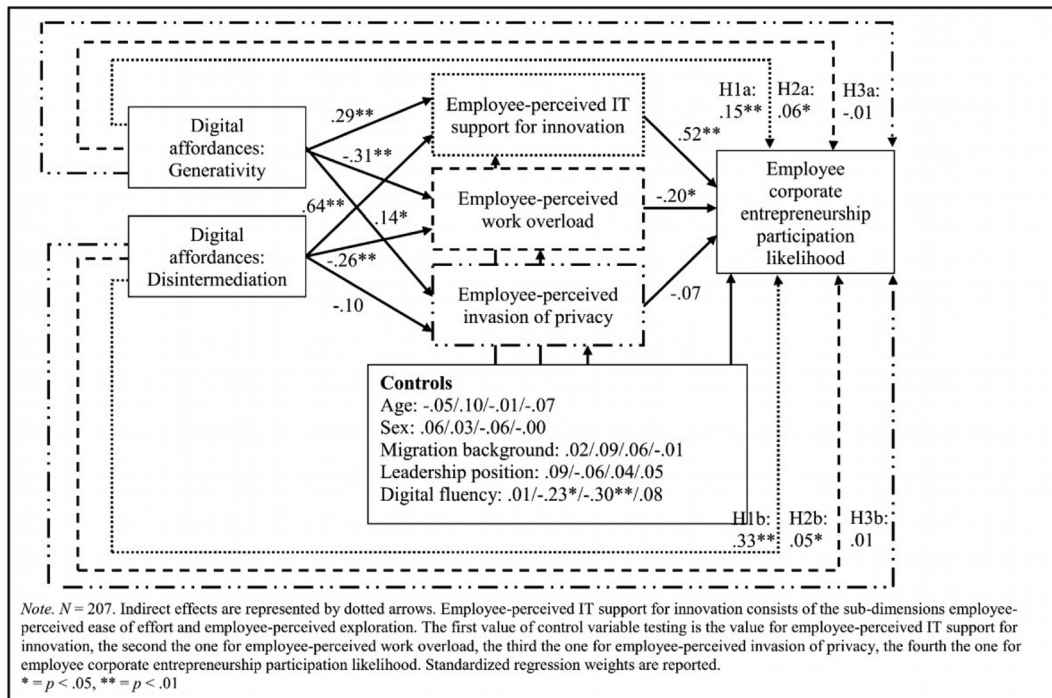 H1a: H2a: H3a:
.15** .06* -.01
Digital
affordances:
Generativity
.29**
-.31**
.64**
.14*
Employee-perceived IT
support for innovation
.52**
Employee-perceived
work overload
-.20*
Employee
corporate
entrepreneurship
participation
likelihood
Digital
affordances:
Disintermediation
-.26**
-.10
Employee-perceived
invasion of privacy
-.07
Controls
Age: -.05/.10/-.01/-.07
Sex: .06/.03/-.06/-.00
Migration background: .02/.09/.06/-.01
Leadership position: .09/-.06/.04/.05
Digital fluency: .01/-.23*/-.30**/.08
H1b: H2b: H3b:
.33** .05* .01
Note. N = 207. Indirect effects are represented by dotted arrows. Employee-perceived IT support for innovation consists of the sub-dimensions employee-
perceived ease of effort and employee-perceived exploration. The first value of control variable testing is the value for employee-perceived IT support for
innovation, the second the one for employee-perceived work overload, the third the one for employee-perceived invasion of privacy, the fourth the one for
employee corporate entrepreneurship participation likelihood. Standardized regression weights are reported.
* = p < .05, ** = p < .01